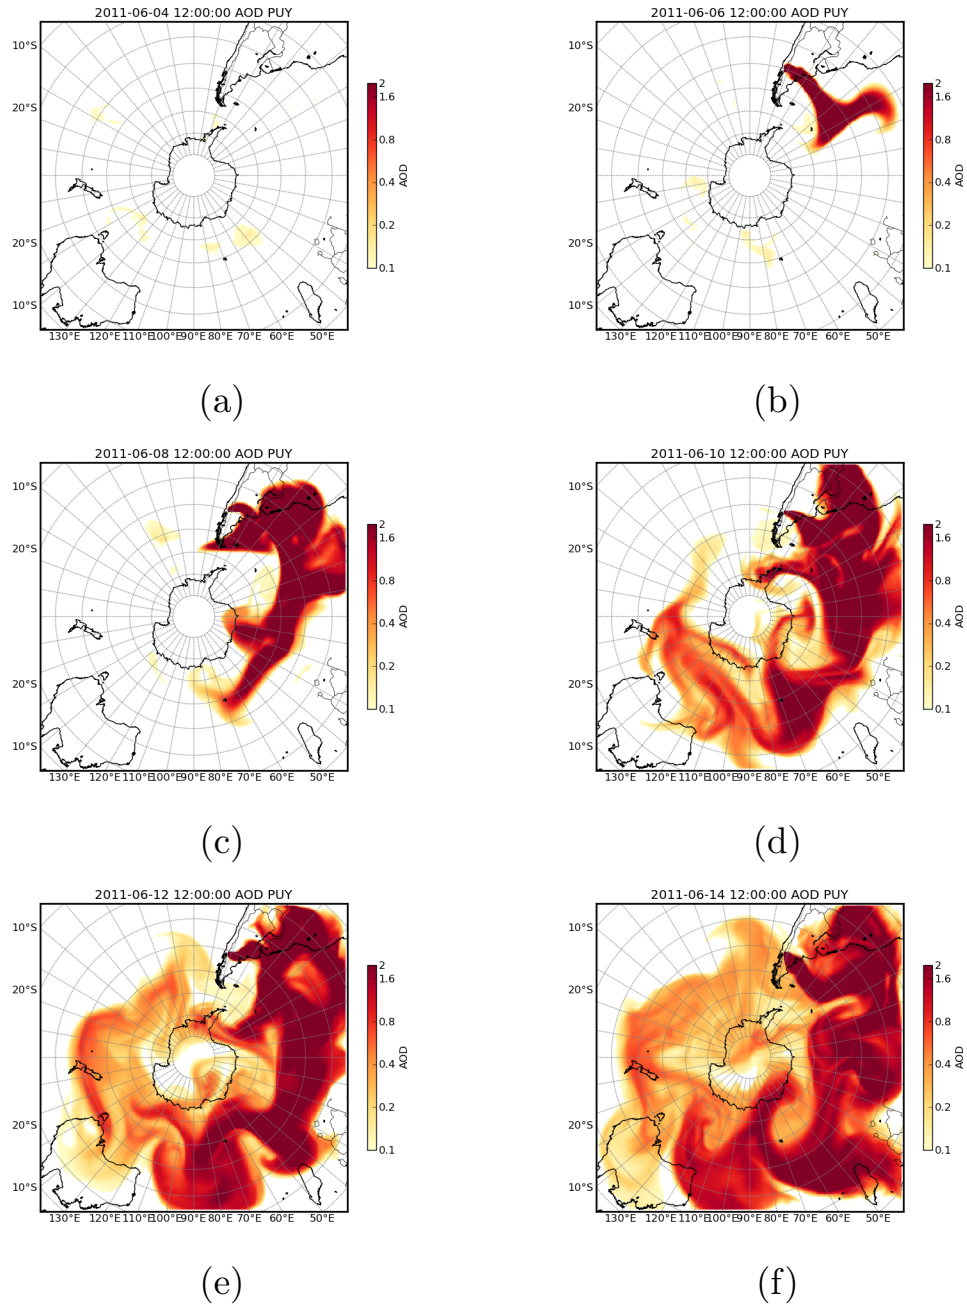 2011-06-04 12:00:00 AOD PUY
10°S
20°S
20°S
10°S
130°E 120°E 110°E 100°E 90°E 80°E 70°E 60°E 50°E
2
1.6
0.8
0.4
0.2
0.1
AOD
(a)
2011-06-06 12:00:00 AOD PUY
10°S
20°S
20°S
10°S
130°E 120°E 110°E 100°E 90°E 80°E 70°E 60°E 50°E
2
1.6
0.8
0.4
0.2
0.1
AOD
(b)
2011-06-08 12:00:00 AOD PUY
10°S
20°S
20°S
10°S
130°E 120°E 110°E 100°E 90°E 80°E 70°E 60°E 50°E
2
1.6
0.8
0.4
0.2
0.1
AOD
(c)
2011-06-10 12:00:00 AOD PUY
10°S
20°S
20°S
10°S
130°E 120°E 110°E 100°E 90°E 80°E 70°E 60°E 50°E
2
1.6
0.8
0.4
0.2
0.1
AOD
(d)
2011-06-12 12:00:00 AOD PUY
10°S
20°S
20°S
10°S
130°E 120°E 110°E 100°E 90°E 80°E 70°E 60°E 50°E
2
1.6
0.8
0.4
0.2
0.1
AOD
(e)
2011-06-14 12:00:00 AOD PUY
10°S
20°S
20°S
10°S
130°E 120°E 110°E 100°E 90°E 80°E 70°E 60°E 50°E
2
1.6
0.8
0.4
0.2
0.1
AOD
(f)